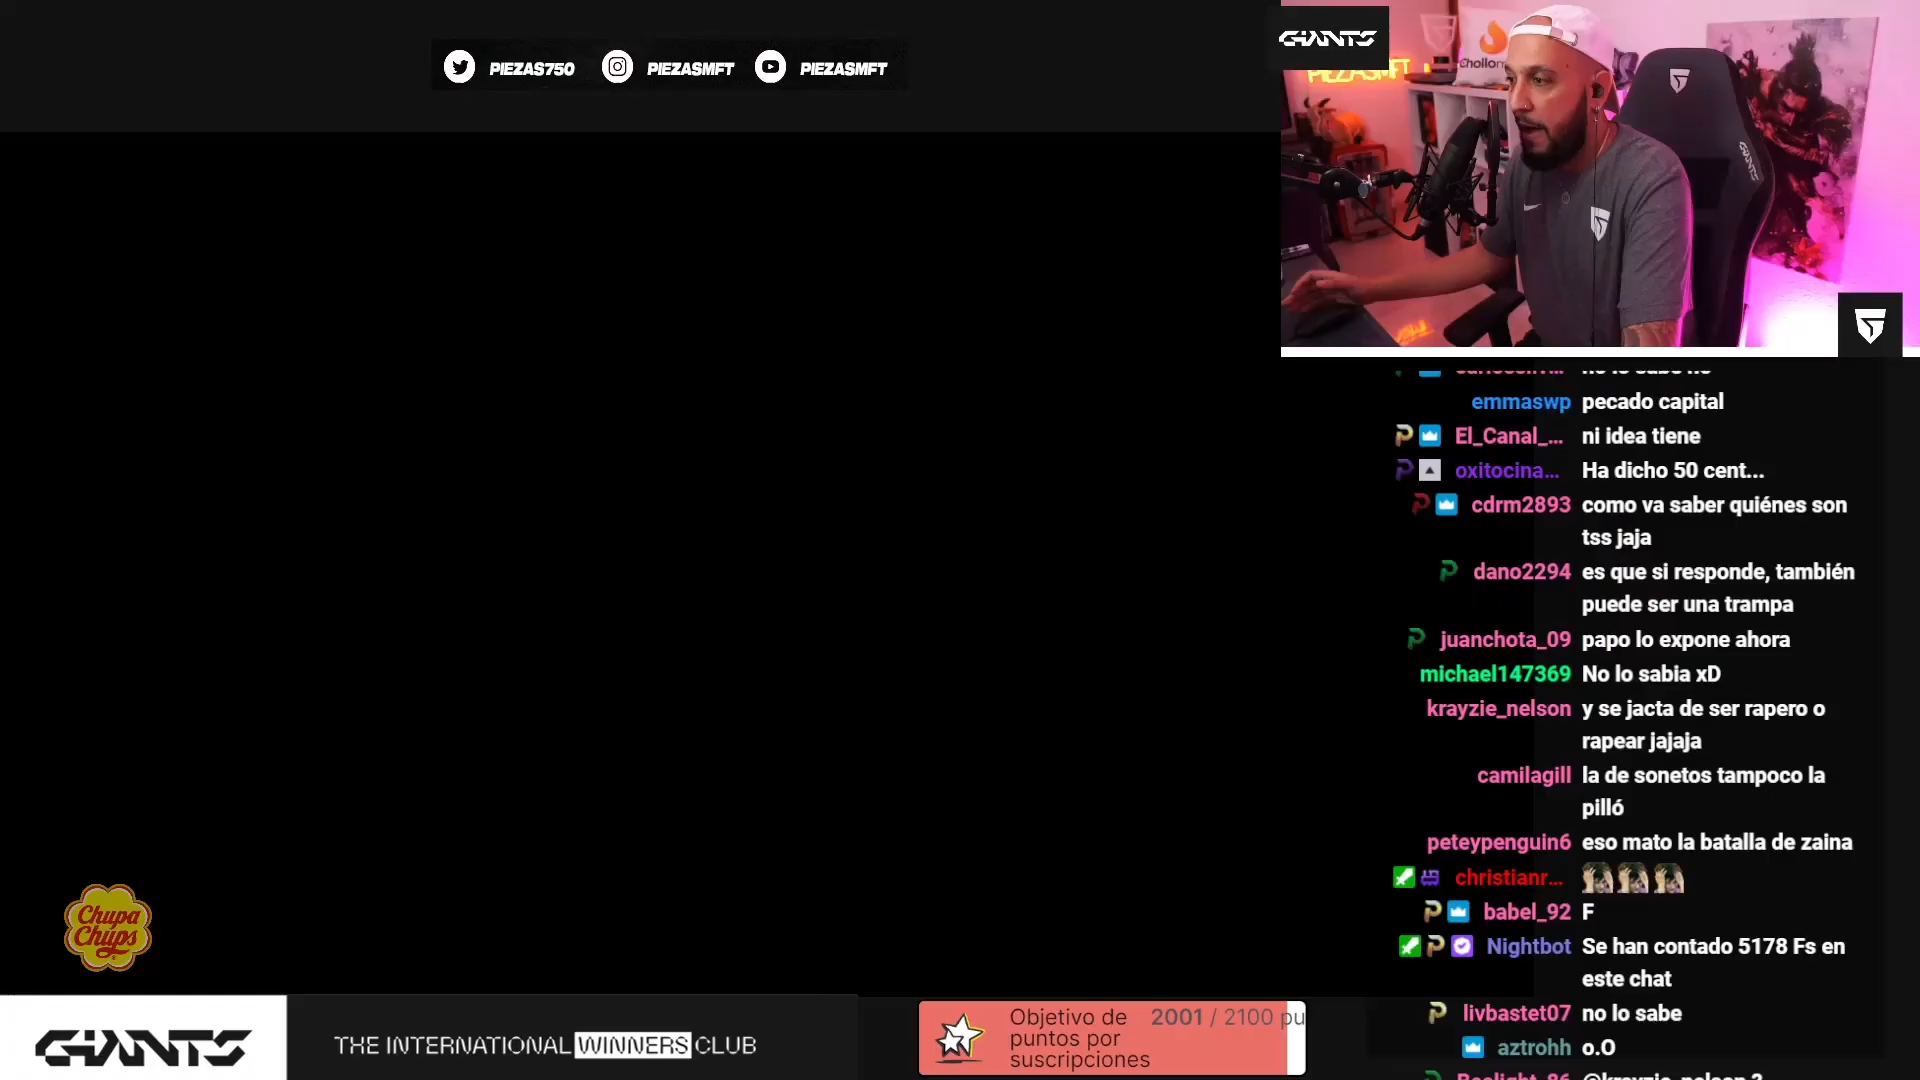 PIEZAS750 PIEZASMFT PIEZASMFT
GIANTS
PIEZASMFT
Chollom
GIANTS
emmaswp pecado capital
El_Canal_... ni idea tiene
oxitocina... Ha dicho 50 cent...
cdrm2893 como va saber quiénes son
tss jaja
dano2294 es que si responde, también
puede ser una trampa
juanchota_09 papo lo expone ahora
michael147369 No lo sabia xD
krayzie_nelson y se jacta de ser rapero o
rapear jajaja
camilagill la de sonetos tampoco la
pilló
peteypenguin6 eso mato la batalla de zaina
christianr...
babel_92 F
Nightbot Se han contado 5178 Fs en
este chat
livbastet07 no lo sabe
aztrohh o.O
Chupa
Chups
GIANTS
THE INTERNATIONAL WINNERS CLUB
Objetivo de 2001 / 2100 pu
puntos por
suscripciones